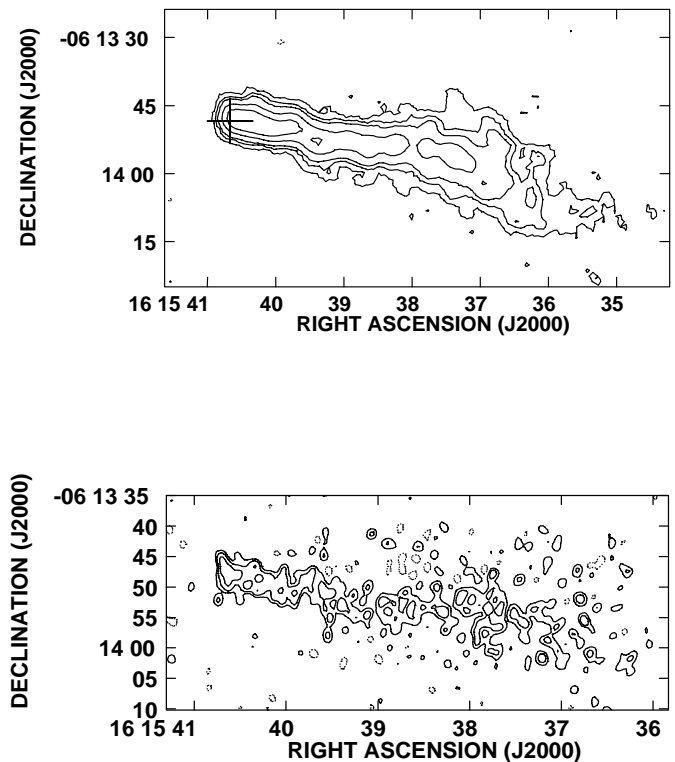 -06 13 30
45
14 00
15
DECLINATION (J2000)
16 15 41 40 39 38 37 36 35
RIGHT ASCENSION (J2000)
-06 13 35
40
45
50
55
14 00
05
10
DECLINATION (J2000)
16 15 41 40 39 38 37 36
RIGHT ASCENSION (J2000)